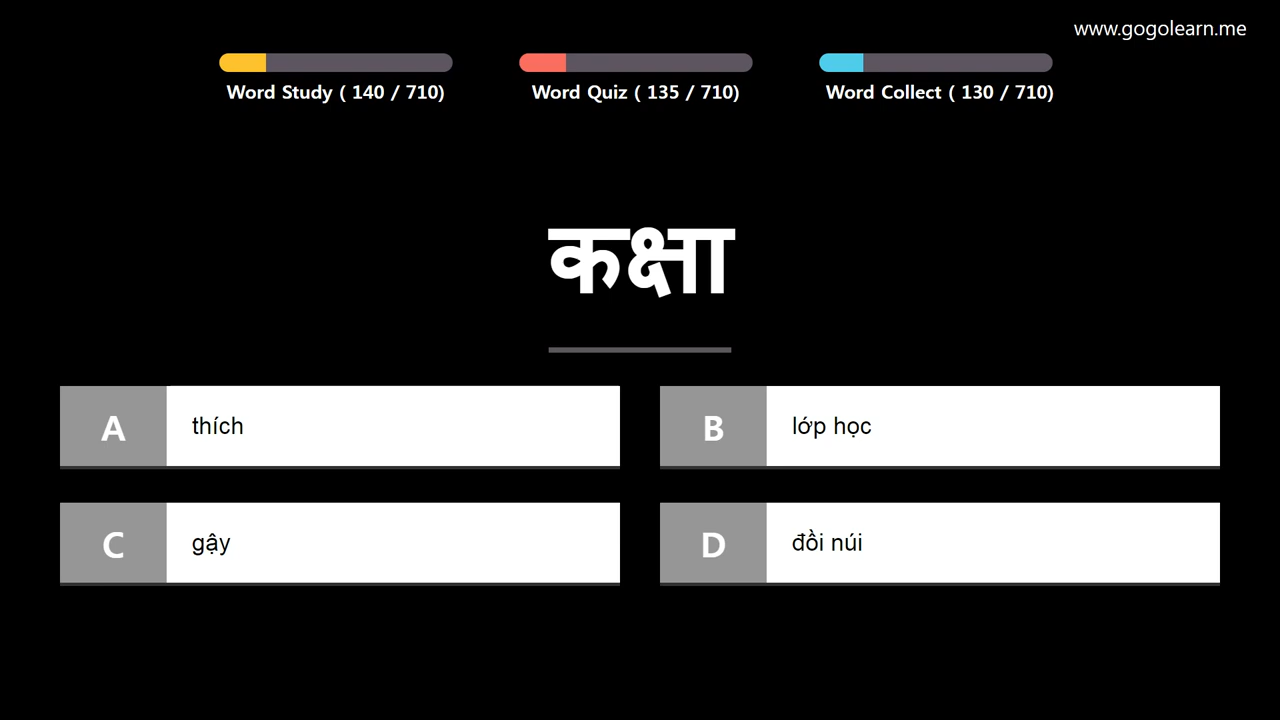 www.gogolearn.me
Word Study ( 140 / 710) Word Quiz ( 135 / 710) Word Collect ( 130 / 710)
कक्षा
A thích B lớp học
C gậy D đồi núi